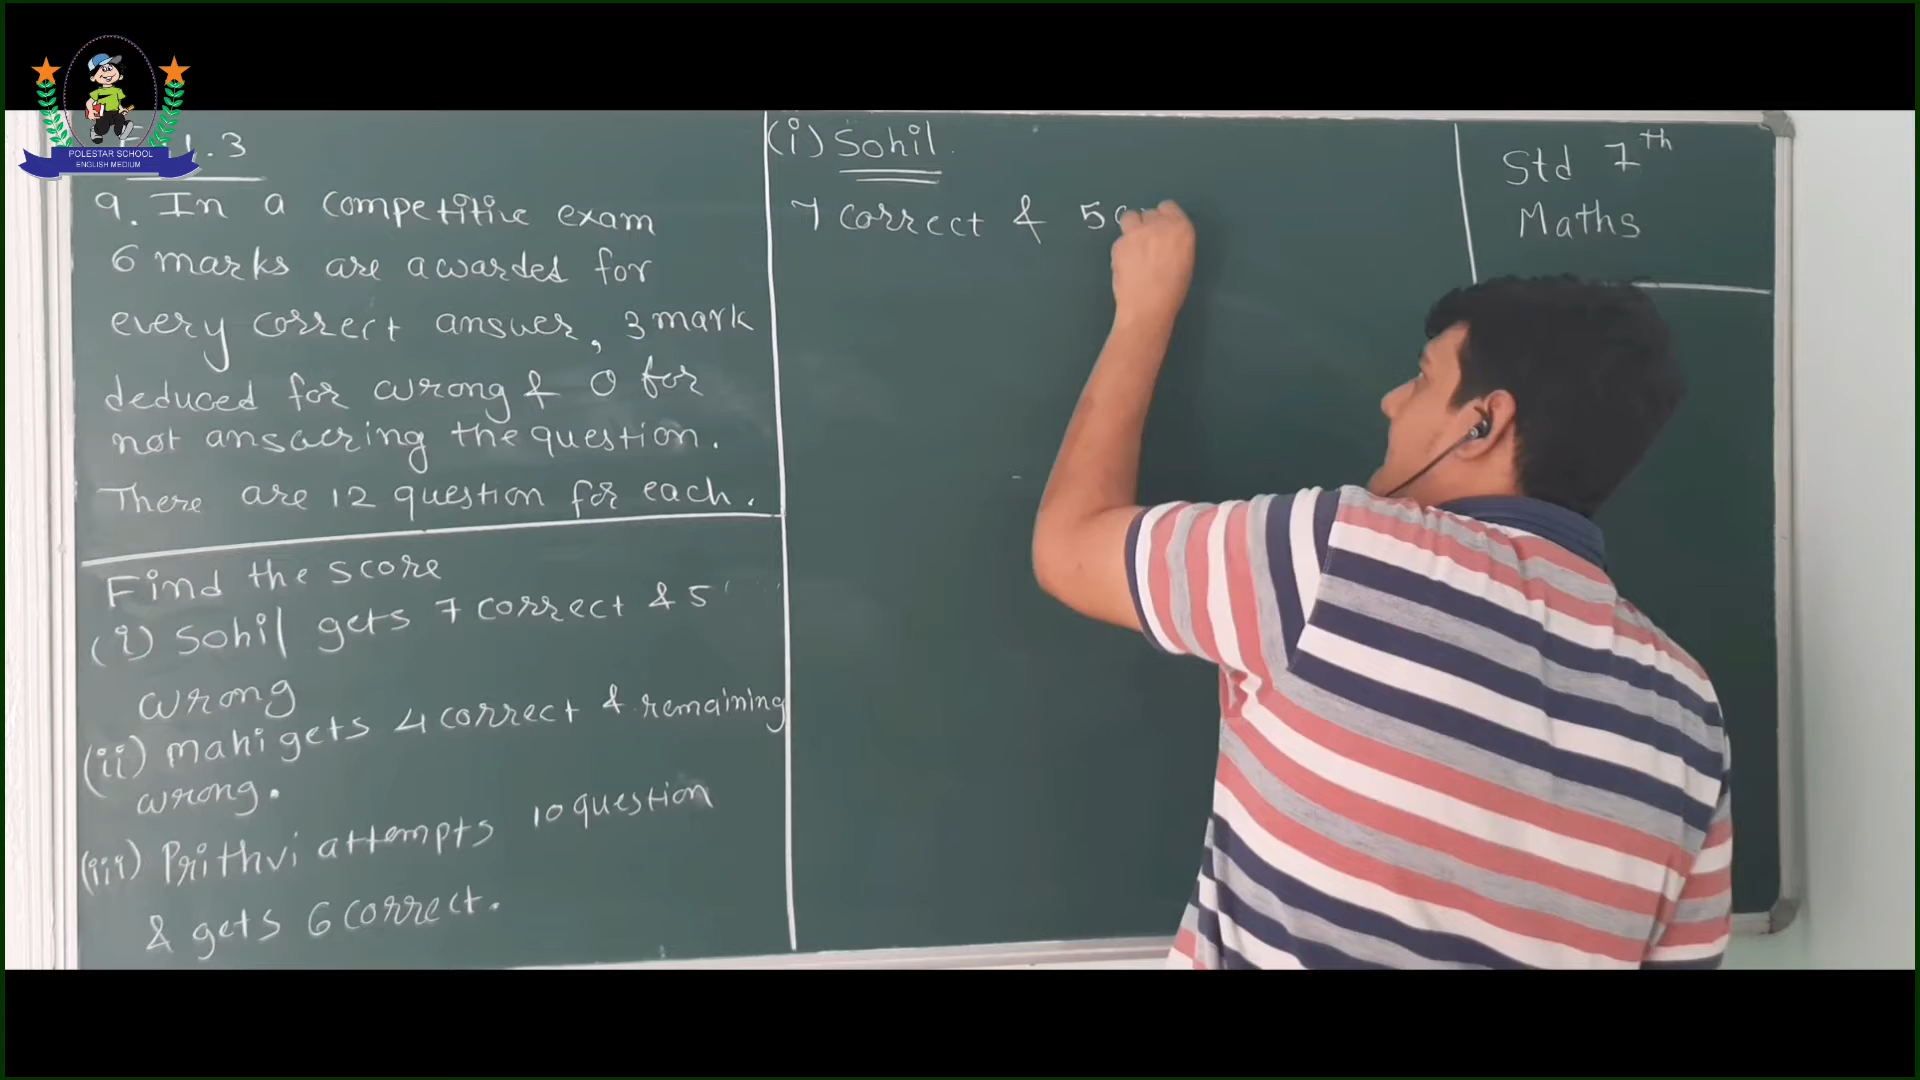 POLESTAR SCHOOL
ENGLISH MEDIUM
1.3
9. In a competitive exam
6 marks are awarded for
every correct answer, 3 mark
deduced for wrong & 0 for
not answering the question.
There are 12 question for each.
Find the score
(i) Sohil gets 7 correct & 5
wrong
(ii) Mahi gets 4 correct & remaining
wrong.
(iii) Prithvi attempts 10 question
& gets 6 correct.
(i) Sohil
7 correct & 5
Std 7th
Maths